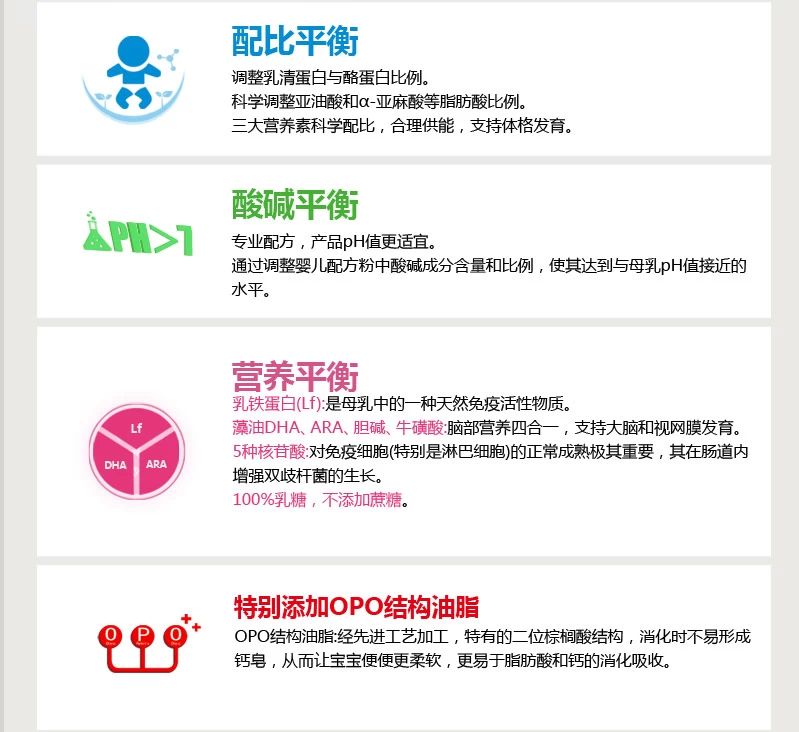 配比平衡
调整乳清蛋白与酪蛋白比例。
科学调整亚油酸和α-亚麻酸等脂肪酸比例。
三大营养素科学配比，合理供能，支持体格发育。
PH>7
酸碱平衡
专业配方，产品pH值更适宜。
通过调整婴儿配方粉中酸碱成分含量和比例，使其达到与母乳pH值接近的
水平。
营养平衡
乳铁蛋白(Lf):是母乳中的一种天然免疫活性物质。
藻油DHA、ARA、胆碱、牛磺酸:脑部营养四合一，支持大脑和视网膜发育。
5种核苷酸:对免疫细胞(特别是淋巴细胞)的正常成熟极其重要，其在肠道内
增强双歧杆菌的生长。
100%乳糖，不添加蔗糖。
Lf
DHA
ARA
特别添加OPO结构油脂
OPO结构油脂:经先进工艺加工，特有的二位棕榈酸结构，消化时不易形成
钙皂，从而让宝宝便便更柔软，更易于脂肪酸和钙的消化吸收。
O P O